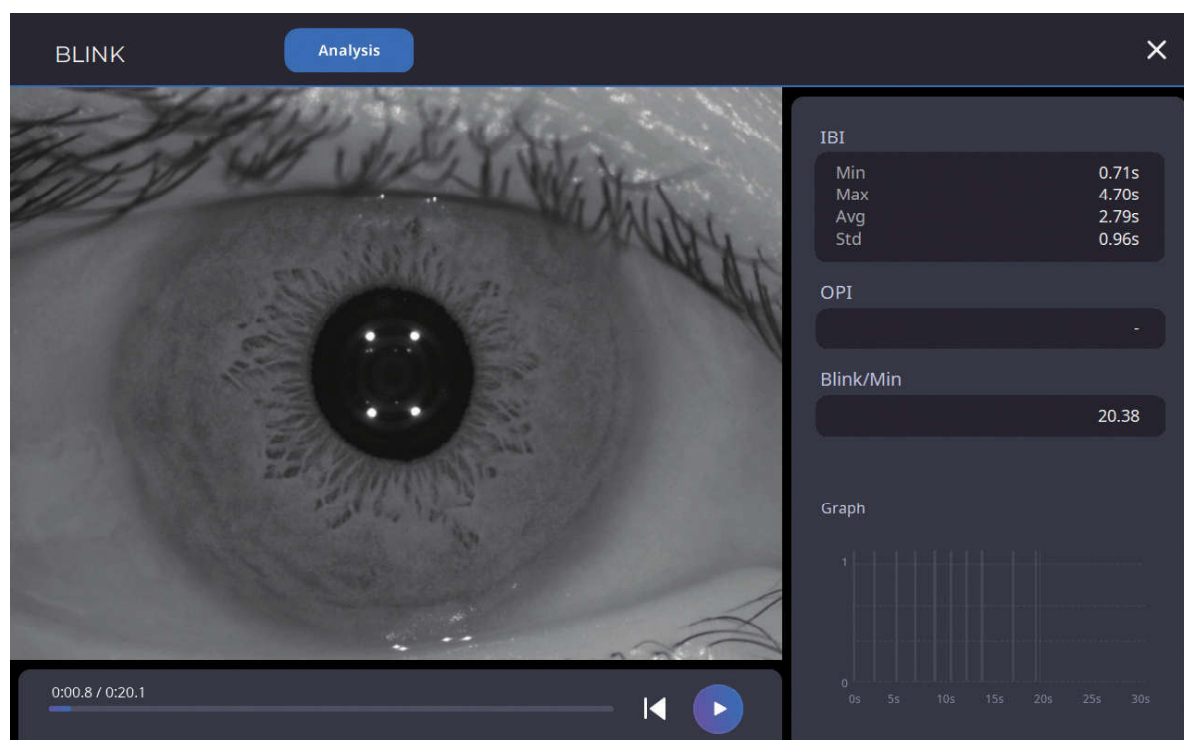 BLINK
Analysis
IBI
Min 0.71s
Max 4.70s
Avg 2.79s
Std 0.96s
OPI
-
Blink/Min
20.38
Graph
1
0
0s 5s 10s 15s 20s 25s 30s
0:00.8 / 0:20.1